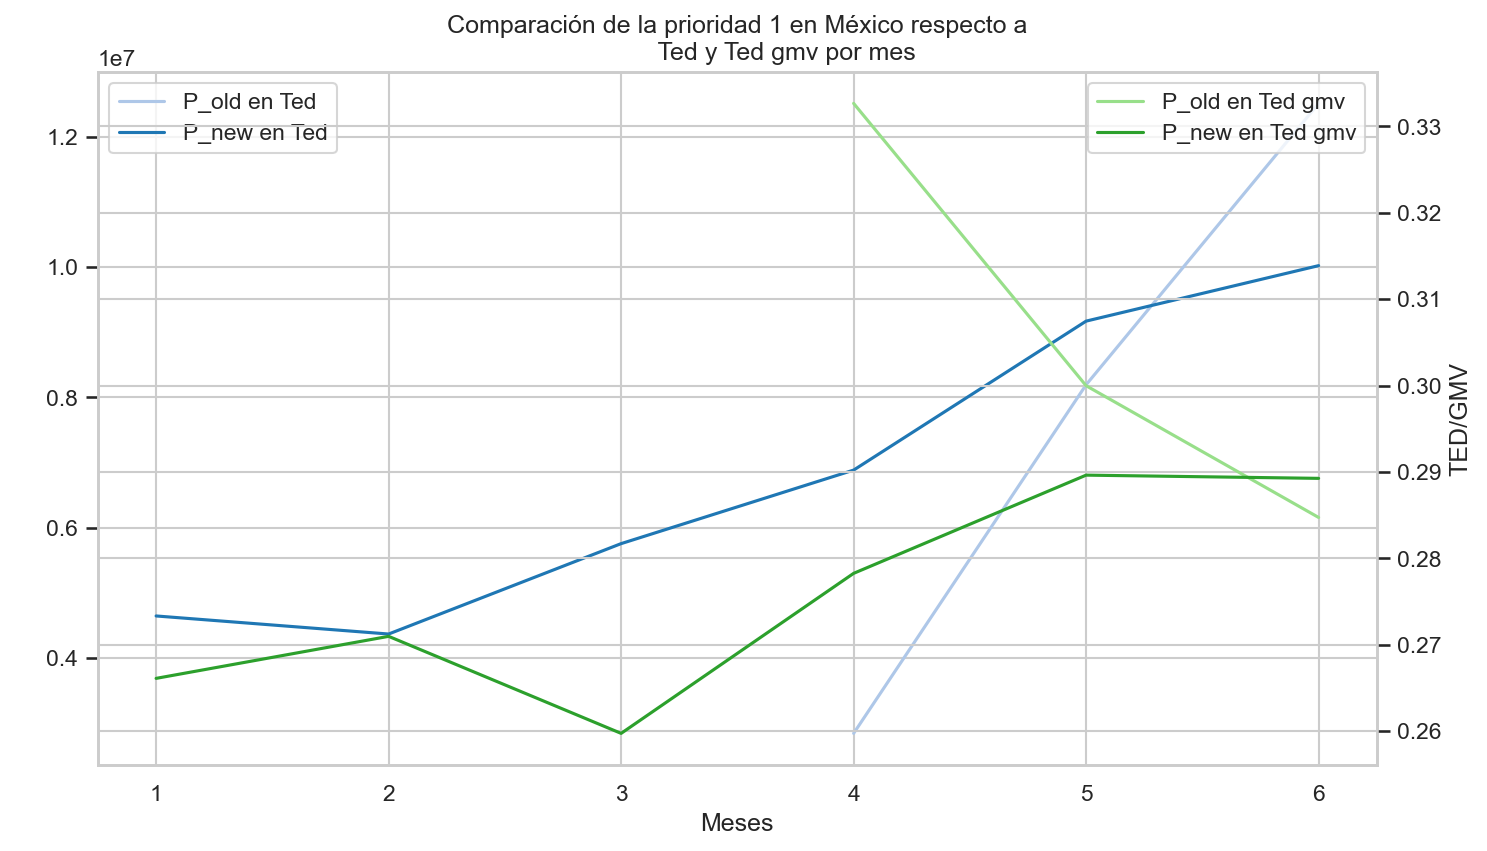 Comparación de la prioridad 1 en México respecto a
Ted y Ted gmv por mes
1e7
P_old en Ted
P_new en Ted
P_old en Ted gmv
P_new en Ted gmv
1.2
1.0
0.8
0.6
0.4
0.33
0.32
0.31
0.30
0.29
0.28
0.27
0.26
TED/GMV
1 2 3 4 5 6
Meses